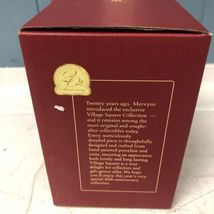 Twenty years ago, Mervyns
introduced the exclusive
Village Square Collection —
and it remains among the
most original and sought-
after collectibles today.
Every meticulously
detailed piece is thoughtfully
designed and crafted from
hand-painted porcelain and
resin, ensuring an appearance
both lovely and long lasting.
Village Square is a true
delight for collectors and
gift-givers alike. We hope
you'll enjoy this year's very
special 20th-anniversary
collection.